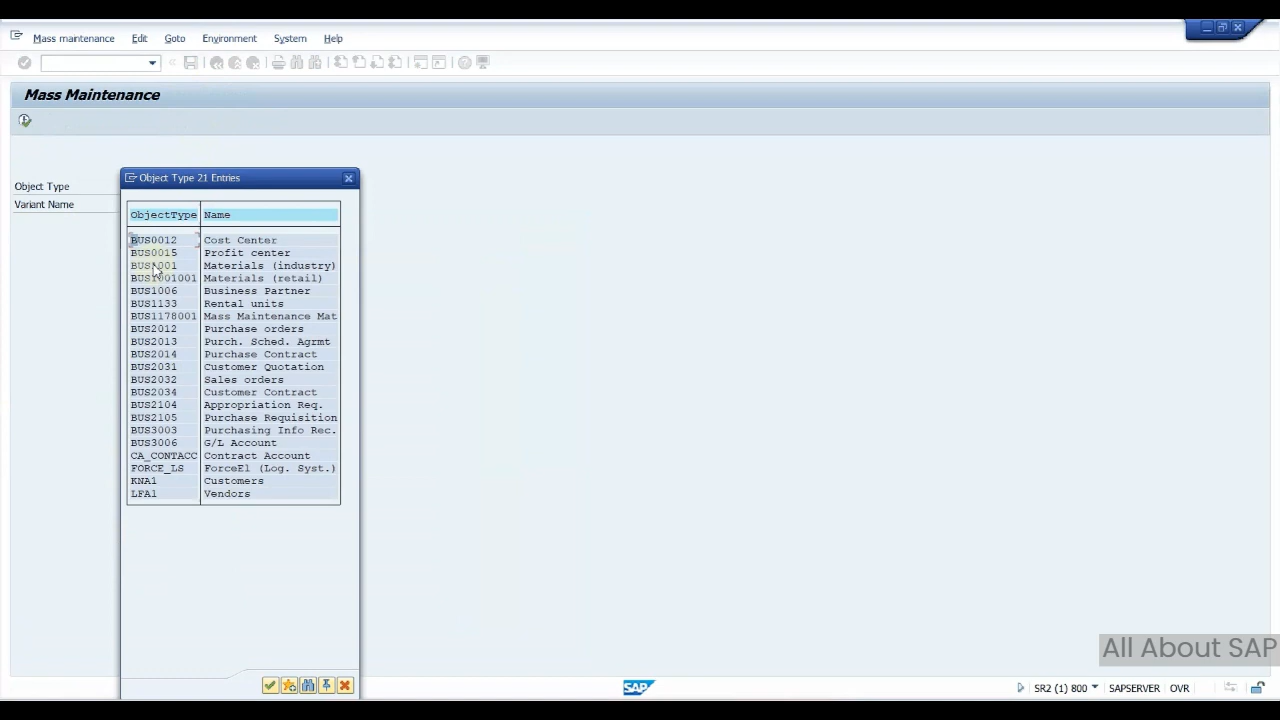 Mass maintenance Edit Goto Environment System Help
Mass Maintenance
Object Type
Variant Name
Object Type 21 Entries
ObjectType Name
BUS0012 Cost Center
BUS0015 Profit center
BUS1001 Materials (industry)
BUS1001001 Materials (retail)
BUS1006 Business Partner
BUS1133 Rental units
BUS1178001 Mass Maintenance Mat
BUS2012 Purchase orders
BUS2013 Purch. Sched. Agrmt
BUS2014 Purchase Contract
BUS2031 Customer Quotation
BUS2032 Sales orders
BUS2034 Customer Contract
BUS2104 Appropriation Req.
BUS2105 Purchase Requisition
BUS3003 Purchasing Info Rec.
BUS3006 G/L Account
CA_CONTACC Contract Account
FORCE_LS ForceEl (Log. Syst.)
KNA1 Customers
LFA1 Vendors
All About SAP
SAP SR2 (1) 800 SAPSERVER OVR